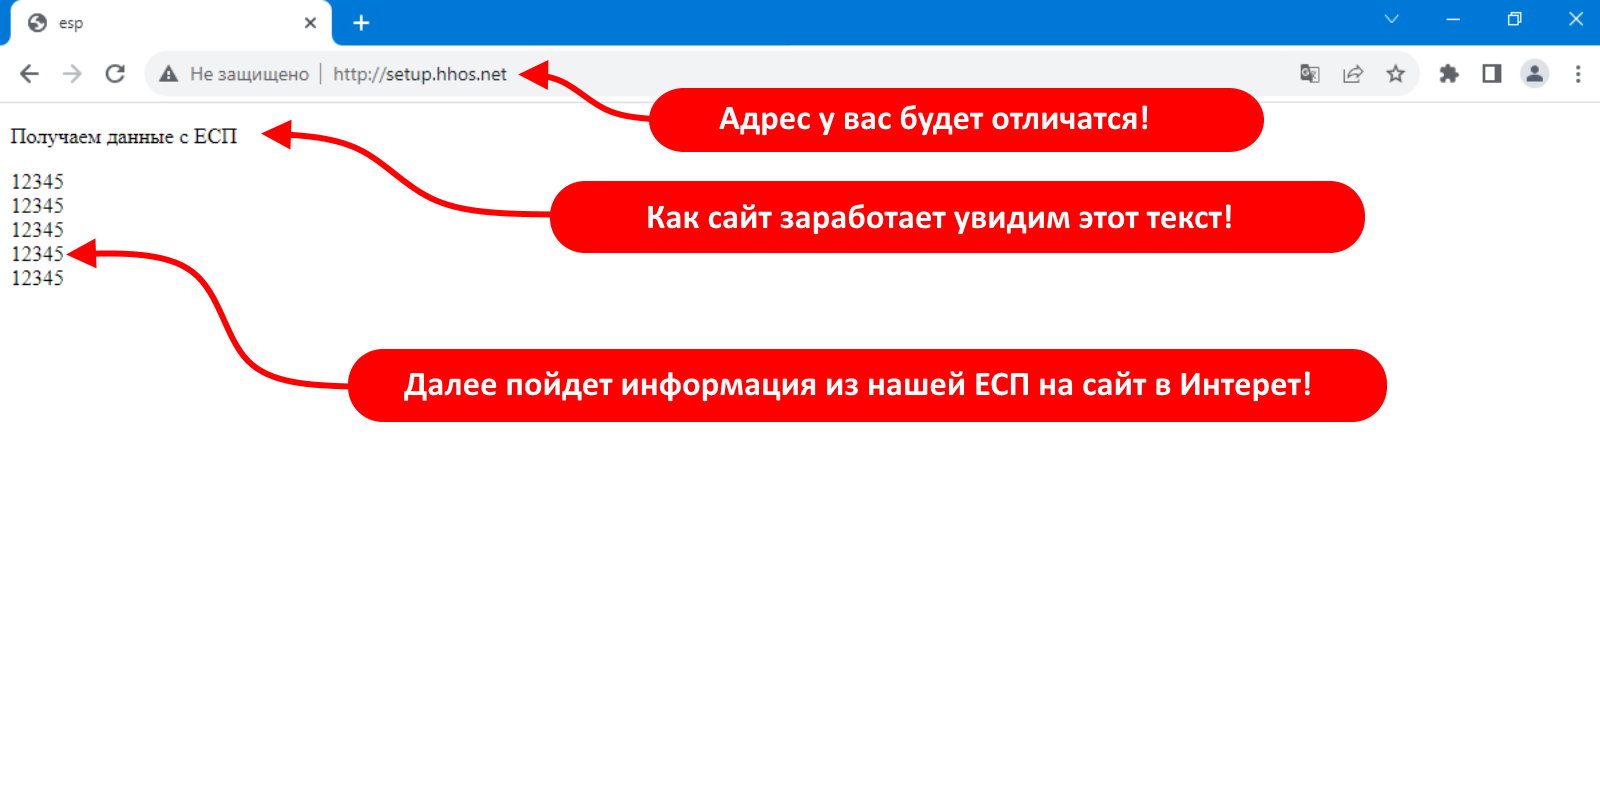 esp
Не защищено | http://setup.hhos.net
Адрес у вас будет отличатся!
Получаем данные с ЕСП
12345
12345
12345
12345
12345
Как сайт заработает увидим этот текст!
Далее пойдет информация из нашей ЕСП на сайт в Интерет!